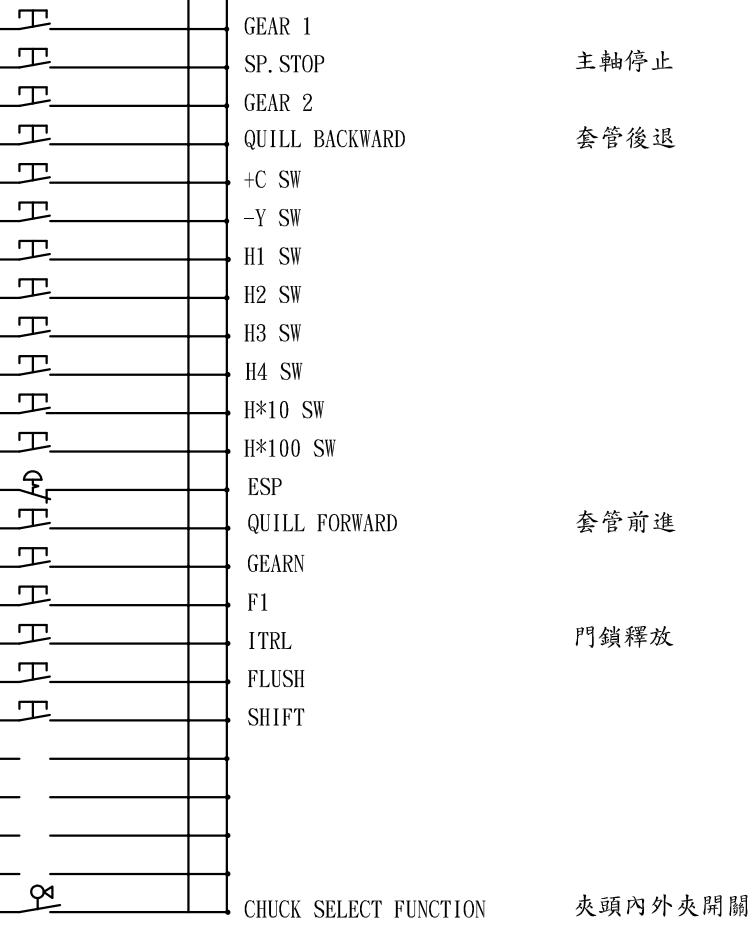 GEAR 1
SP.STOP 主軸停止
GEAR 2
QUILL BACKWARD 套管後退
+C SW
-Y SW
H1 SW
H2 SW
H3 SW
H4 SW
H*10 SW
H*100 SW
ESP
QUILL FORWARD 套管前進
GEARN
F1
ITRL 門鎖釋放
FLUSH
SHIFT
CHUCK SELECT FUNCTION 夾頭內外夾開關